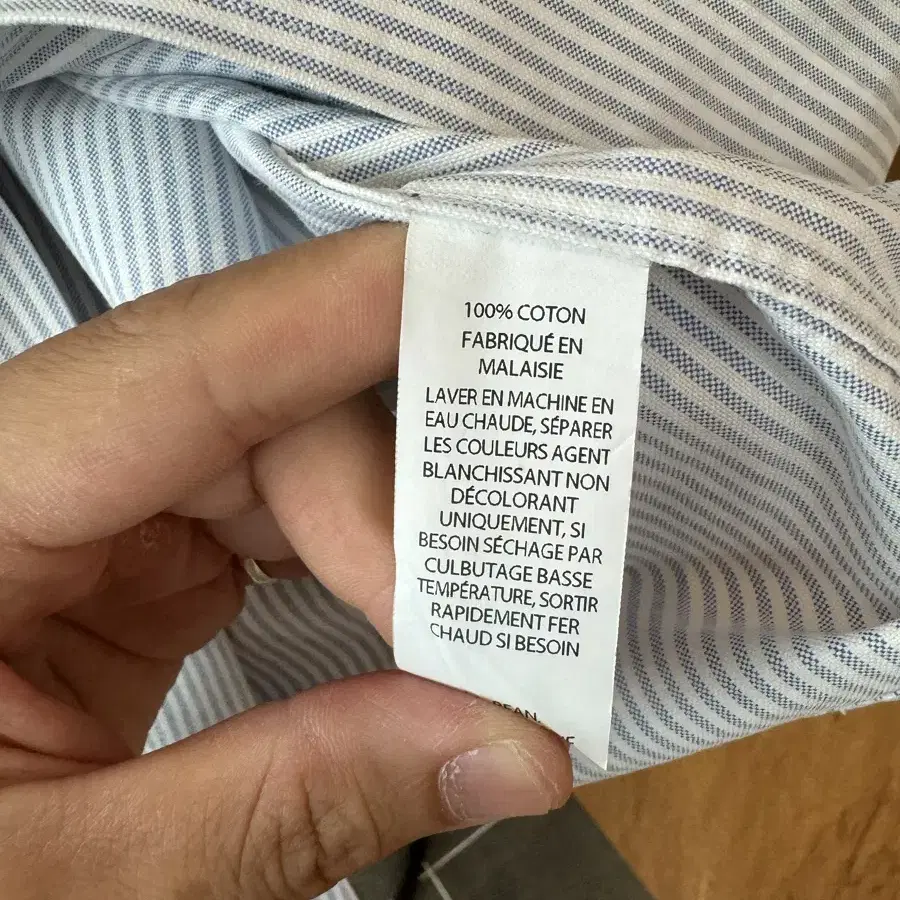 100% COTON
FABRIQUÉ EN
MALAISIE
LAVER EN MACHINE EN
EAU CHAUDE, SÉPARER
LES COULEURS AGENT
BLANCHISSANT NON
DÉCOLORANT
UNIQUEMENT, SI
BESOIN SÉCHAGE PAR
CULBUTAGE BASSE
TEMPÉRATURE, SORTIR
RAPIDEMENT FER
CHAUD SI BESOIN